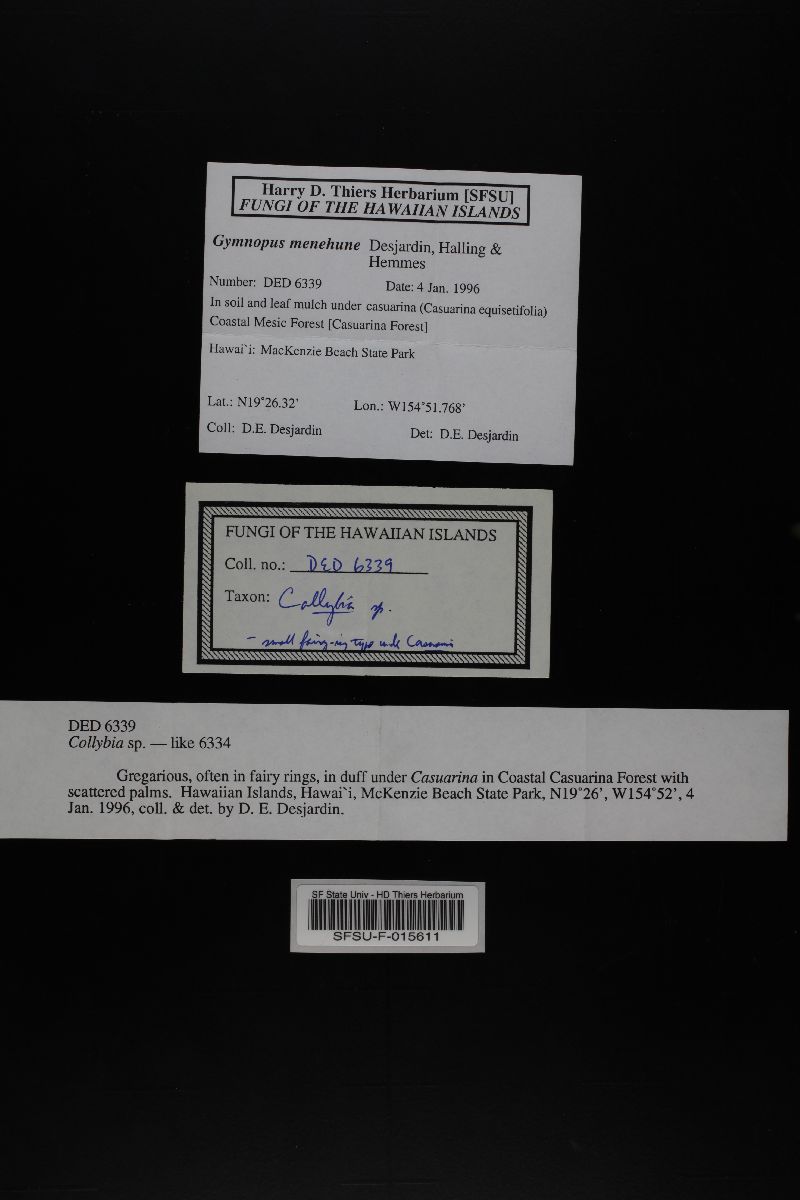 Harry D. Thiers Herbarium [SFSU]
FUNGI OF THE HAWAIIAN ISLANDS
Gymnopus menehune Desjardin, Halling &
Hemmes
Number: DED 6339 Date: 4 Jan. 1996
In soil and leaf mulch under casuarina (Casuarina equisetifolia)
Coastal Mesic Forest [Casuarina Forest]
Hawai`i: MacKenzie Beach State Park
Lat.: N19°26.32' Lon.: W154°51.768'
Coll: D.E. Desjardin Det: D.E. Desjardin
FUNGI OF THE HAWAIIAN ISLANDS
Coll. no.: DED 6339
Taxon: Collybia sp.
- small fairy-ring type
DED 6339
Collybia sp. — like 6334
Gregarious, often in fairy rings, in duff under Casuarina in Coastal Casuarina Forest with
scattered palms. Hawaiian Islands, Hawai`i, McKenzie Beach State Park, N19°26', W154°52', 4
Jan. 1996, coll. & det. by D. E. Desjardin.
SF State Univ - HD Thiers Herbarium
SFSU-F-015611